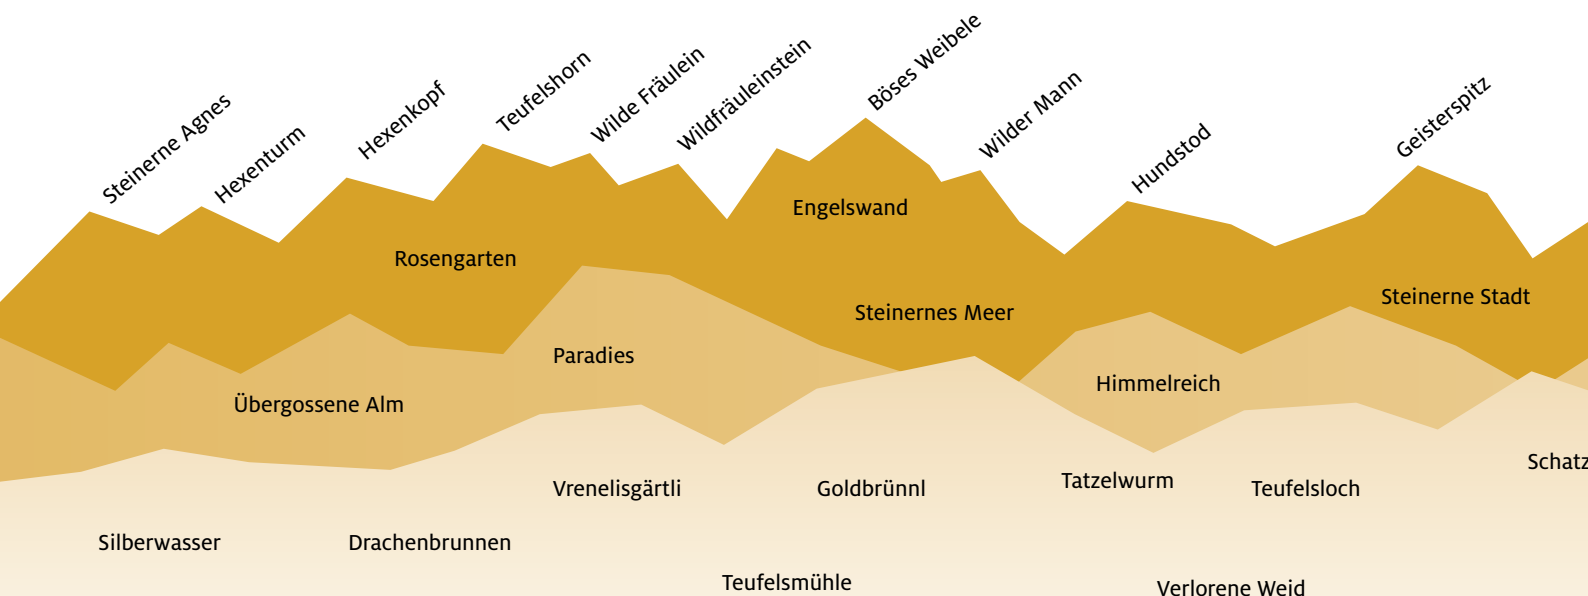 Steinerne Agnes
Hexenturm
Hexenkopf
Teufelshorn
Wilde Fräulein
Wildfräuleinstein
Böses Weibele
Wilder Mann
Hundstod
Geisterspitz
Engelswand
Rosengarten
Steinerne Stadt
Steinernes Meer
Paradies
Himmelreich
Übergossene Alm
Schatz
Tatzelwurm
Vrenelisgärtli
Goldbrünnl
Teufelsloch
Silberwasser
Drachenbrunnen
Teufelsmühle
Verlorene Weid